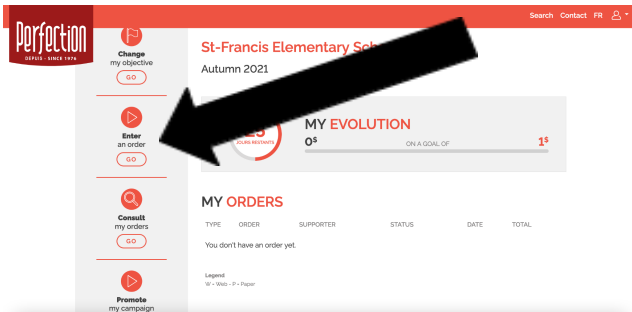 Search Contact FR
Perfection
DEPUIS - SINCE 1976
Change
my objective
GO
Enter
an order
GO
Consult
my orders
GO
Promote
my campaign
St-Francis Elementary
Autumn 2021
JOURS RESTANTS
MY EVOLUTION
0$ ON A GOAL OF 1$
MY ORDERS
TYPE ORDER SUPPORTER STATUS DATE TOTAL
You don't have an order yet.
Legend
W = Web - P = Paper